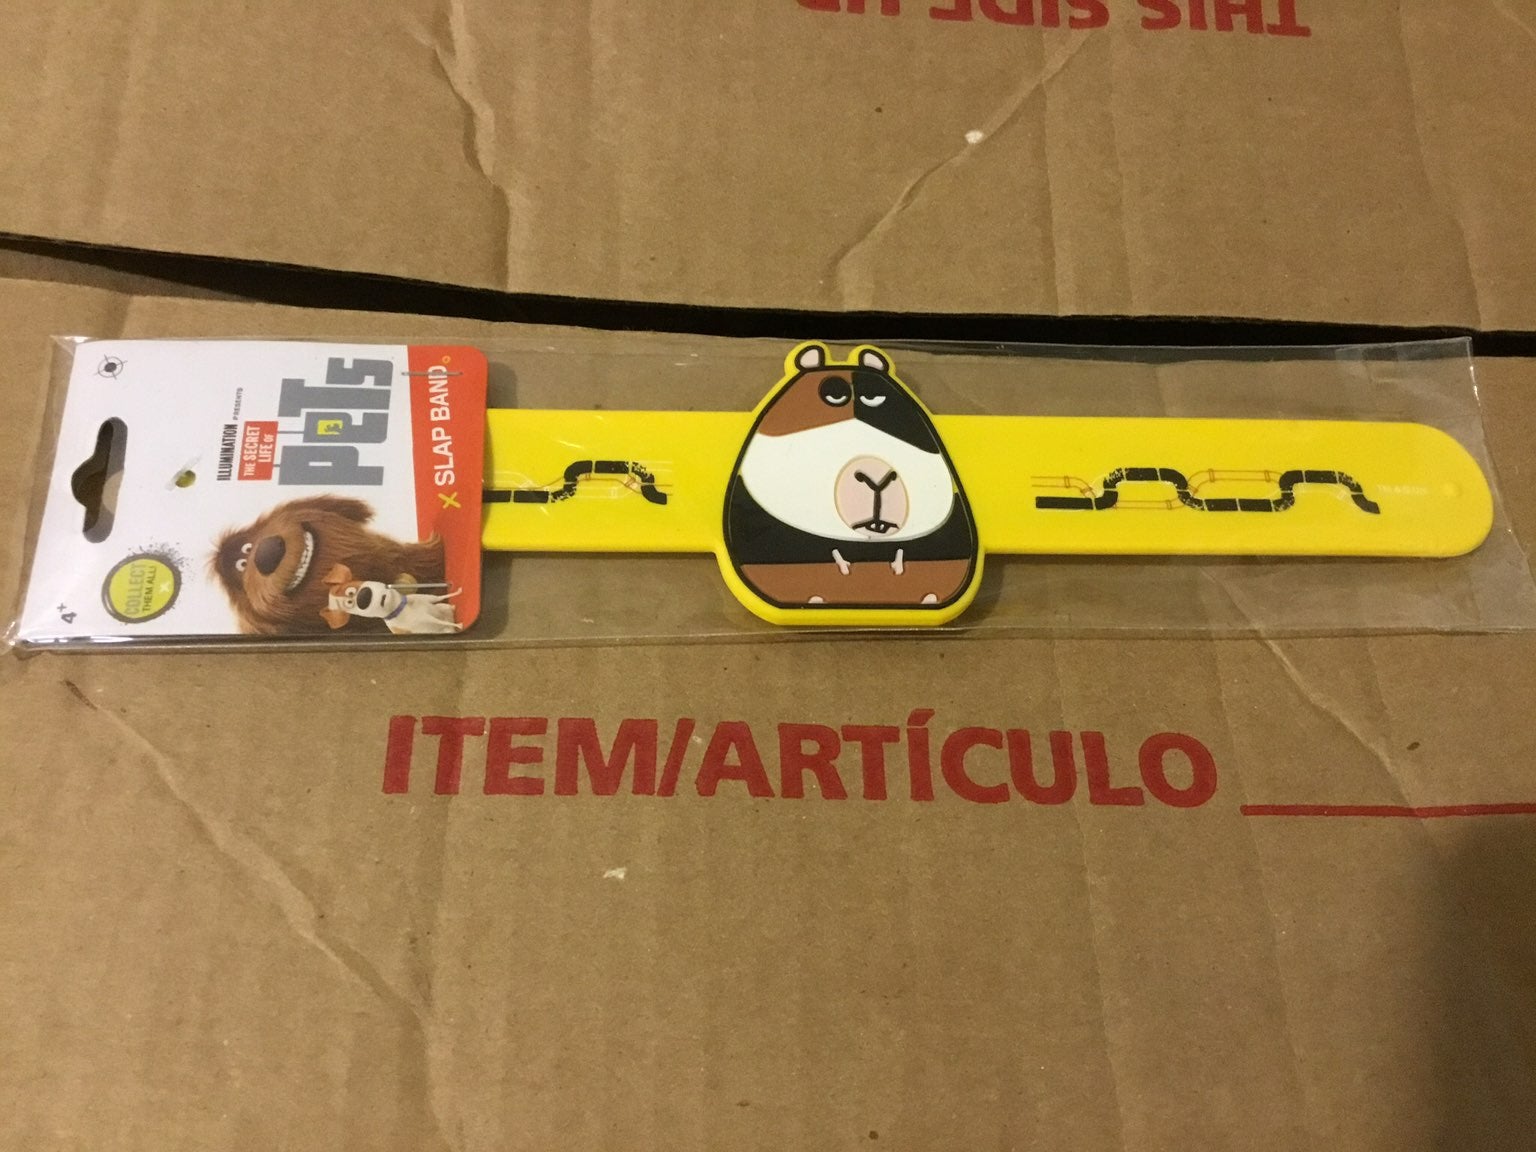 THIS SIDE UP
ILLUMINATION PRESENTS
THE SECRET
LIFE OF
PeTs
X SLAP BAND
COLLECT
THEM ALL!
4+
ITEM/ARTÍCULO